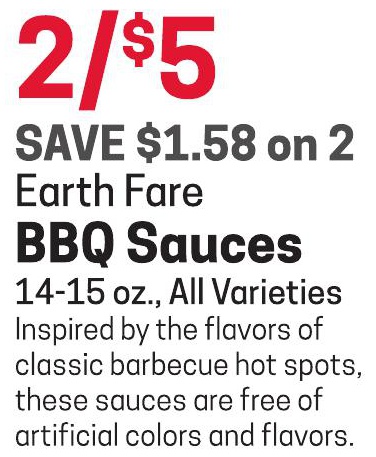 2/$5
SAVE $1.58 on 2
Earth Fare
BBQ Sauces
14-15 oz., All Varieties
Inspired by the flavors of
classic barbecue hot spots,
these sauces are free of
artificial colors and flavors.